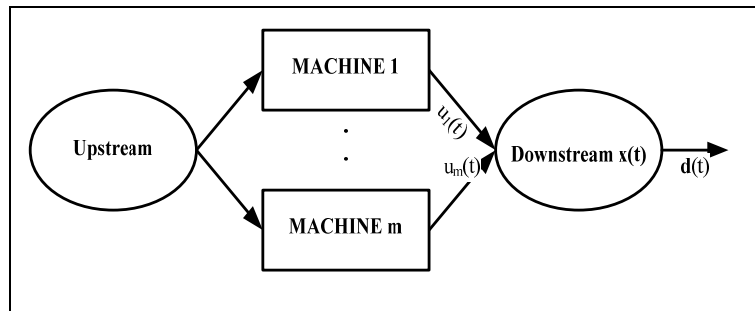 MACHINE 1
Upstream
u1(t)
.
.
Downstream x(t)
um(t)
d(t)
MACHINE m